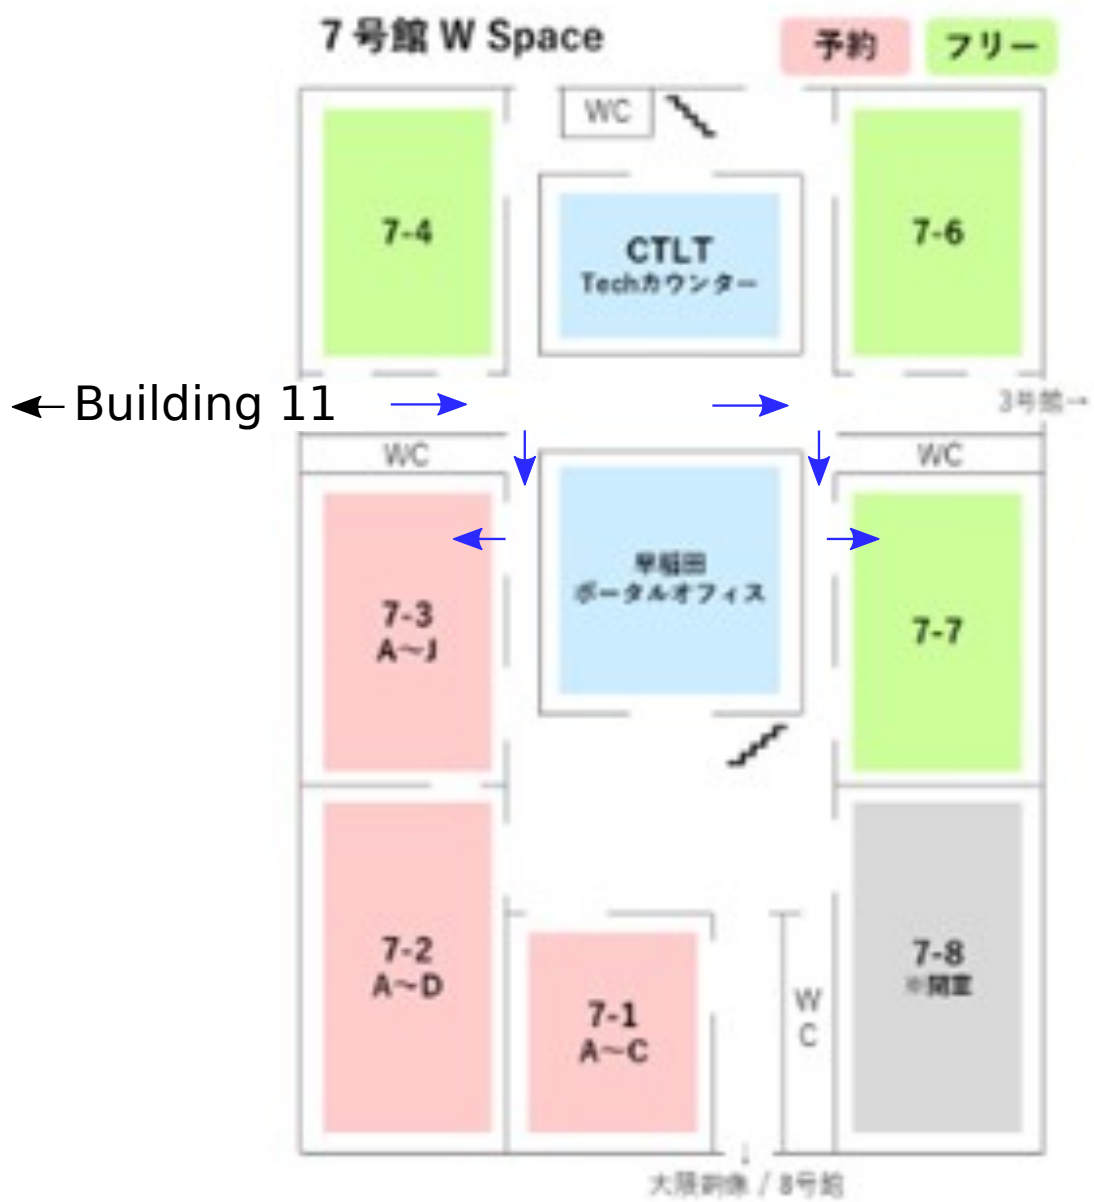 7号館 W Space
予約
フリー
WC
7-4
CTLT
Techカウンター
7-6
← Building 11
3号館→
WC
WC
7-3
A～J
早稲田
ポータルオフィス
7-7
7-2
A～D
7-1
A～C
W
C
7-8
※閉室
↓
大隈銅像 / 8号館